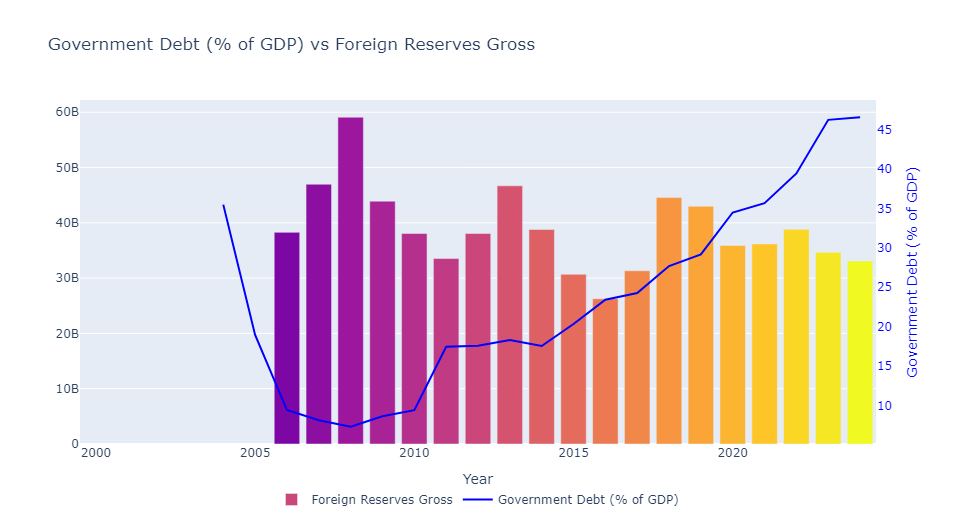 Government Debt (% of GDP) vs Foreign Reserves Gross
60B
50B
40B
30B
20B
10B
0
45
40
35
30
25
20
15
10
Government Debt (% of GDP)
2000
2005
2010
2015
2020
Year
Foreign Reserves Gross
Government Debt (% of GDP)